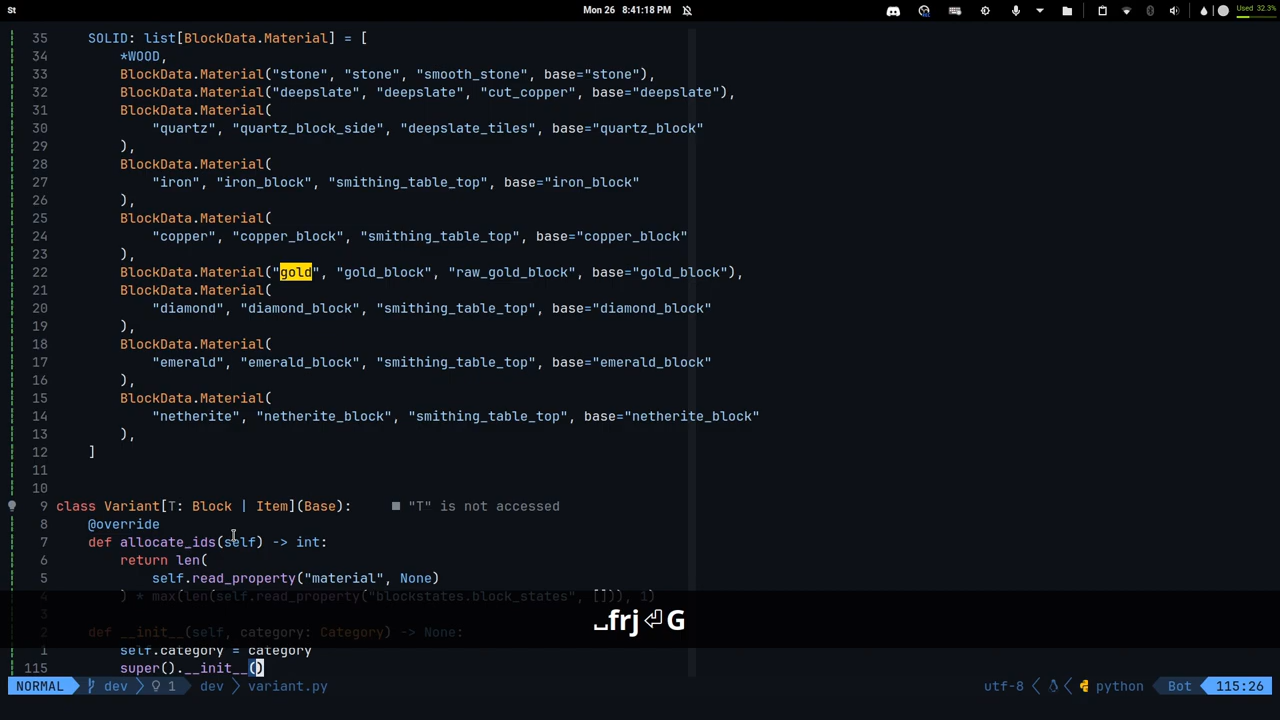 St
Mon 26 8:41:18 PM
Used 32.3%
35 SOLID: list[BlockData.Material] = [
34 *WOOD,
33 BlockData.Material("stone", "stone", "smooth_stone", base="stone"),
32 BlockData.Material("deepslate", "deepslate", "cut_copper", base="deepslate"),
31 BlockData.Material(
30 "quartz", "quartz_block_side", "deepslate_tiles", base="quartz_block"
29 ),
28 BlockData.Material(
27 "iron", "iron_block", "smithing_table_top", base="iron_block"
26 ),
25 BlockData.Material(
24 "copper", "copper_block", "smithing_table_top", base="copper_block"
23 ),
22 BlockData.Material("gold", "gold_block", "raw_gold_block", base="gold_block"),
21 BlockData.Material(
20 "diamond", "diamond_block", "smithing_table_top", base="diamond_block"
19 ),
18 BlockData.Material(
17 "emerald", "emerald_block", "smithing_table_top", base="emerald_block"
16 ),
15 BlockData.Material(
14 "netherite", "netherite_block", "smithing_table_top", base="netherite_block"
13 ),
12 ]
11
10
9 class Variant[T: Block | Item](Base): ■ "T" is not accessed
8 @override
7 def allocate_ids(self) -> int:
6 return len(
5 self.read_property("material", None)
4 ) * max(len(self.read_property("blockstates.block_states", [])), 1)
3
2 def __init__(self, category: Category) -> None:
1 self.category = category
115 super().__init__()
␣frj⏎G
NORMAL dev 1 dev variant.py utf-8 python Bot 115:26